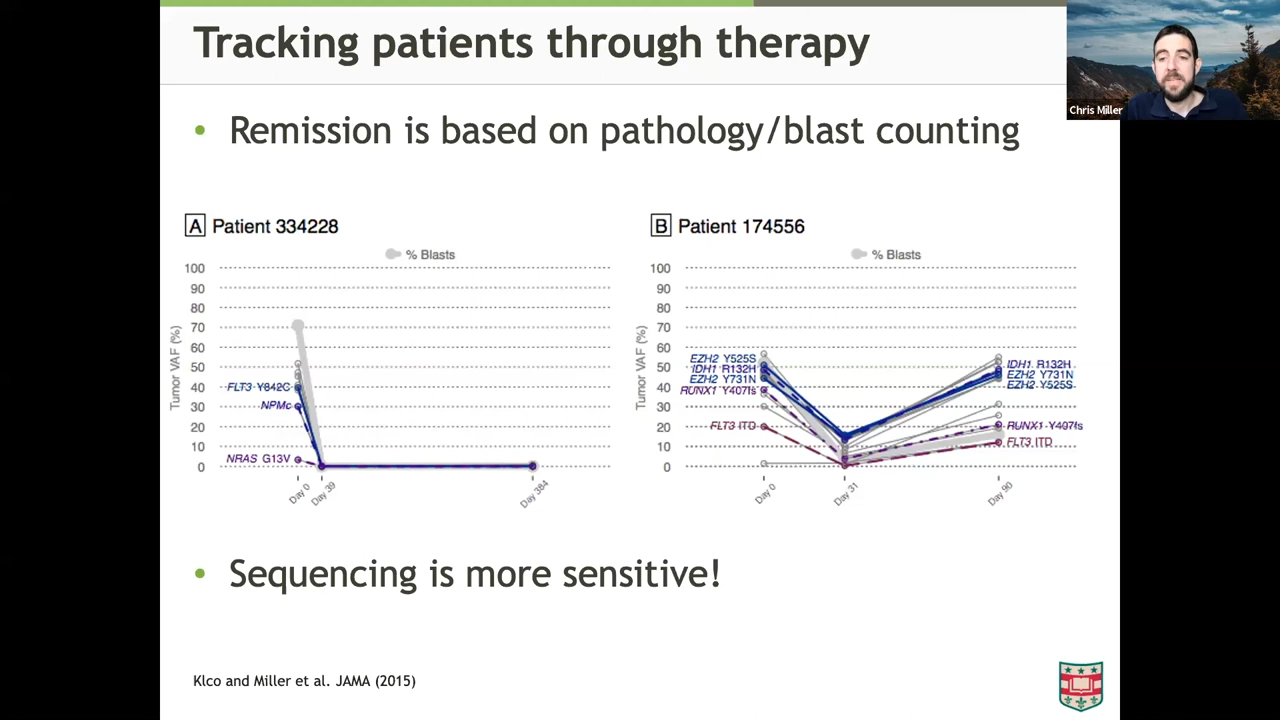 Tracking patients through therapy
Chris Miller
• Remission is based on pathology/blast counting
A Patient 334228
% Blasts
Tumor VAF (%)
100
90
80
70
60
50
40
30
20
10
0
FLT3 Y842C
NPMc
NRAS G13V
Day 0
Day 39
Day 384
B Patient 174556
% Blasts
Tumor VAF (%)
100
90
80
70
60
50
40
30
20
10
0
EZH2 Y525S
IDH1 R132H
EZH2 Y731N
RUNX1 Y407fs
FLT3 ITD
IDH1 R132H
EZH2 Y731N
EZH2 Y525S
RUNX1 Y407fs
FLT3 ITD
Day 0
Day 31
Day 90
• Sequencing is more sensitive!
Klco and Miller et al. JAMA (2015)